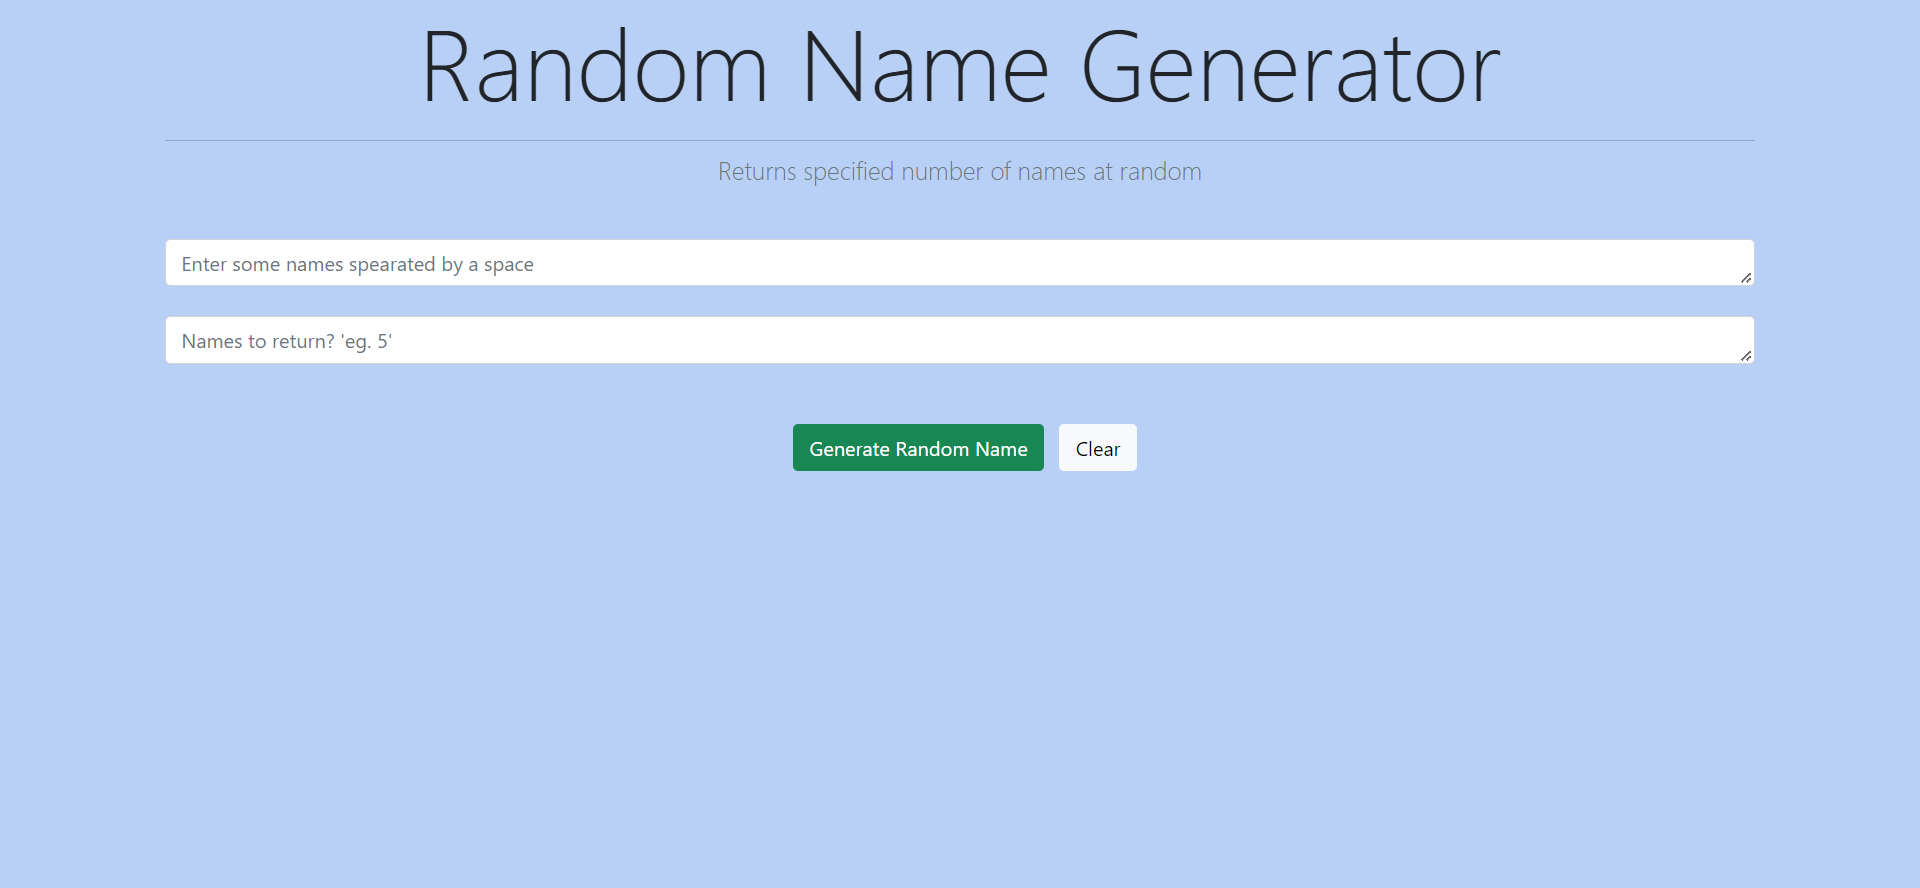 Random Name Generator
Returns specified number of names at random
Enter some names spearated by a space
Names to return? 'eg. 5'
Generate Random Name
Clear